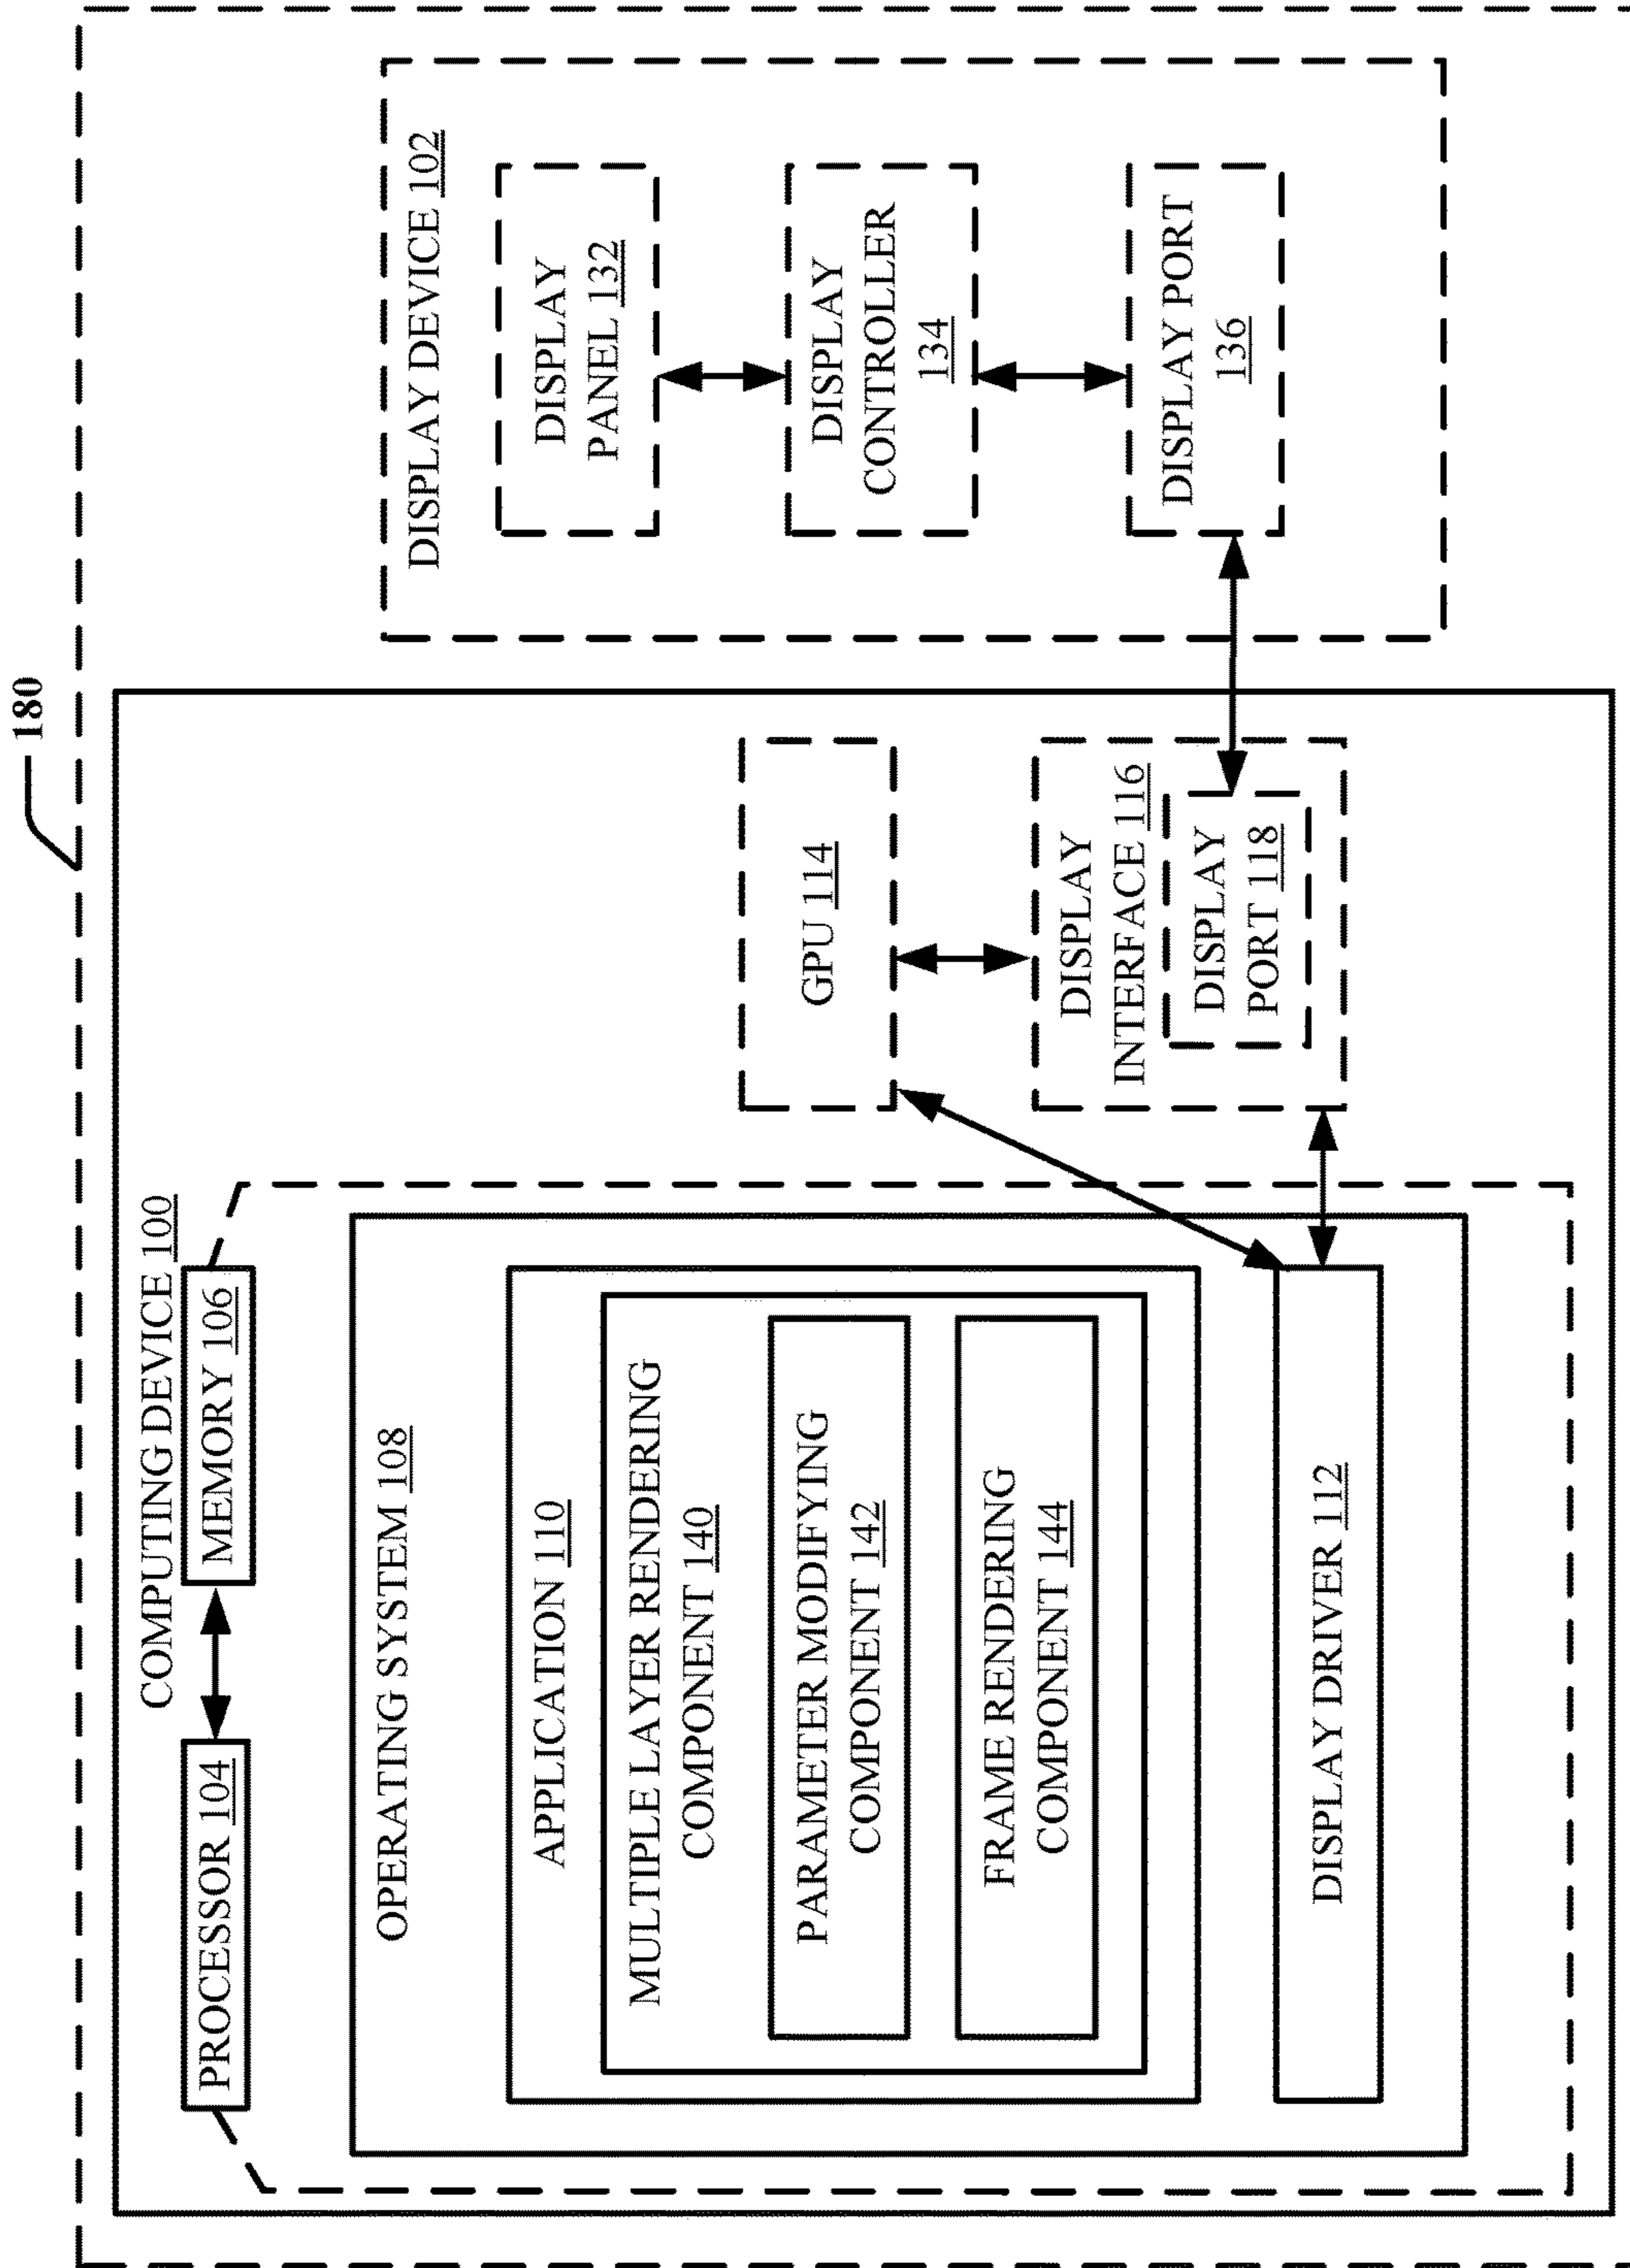 180
COMPUTING DEVICE 100
PROCESSOR 104
MEMORY 106
OPERATING SYSTEM 108
APPLICATION 110
MULTIPLE LAYER RENDERING
COMPONENT 140
PARAMETER MODIFYING
COMPONENT 142
FRAME RENDERING
COMPONENT 144
DISPLAY DRIVER 112
GPU 114
DISPLAY
INTERFACE 116
DISPLAY
PORT 118
DISPLAY DEVICE 102
DISPLAY
PANEL 132
DISPLAY
CONTROLLER
134
DISPLAY PORT
136